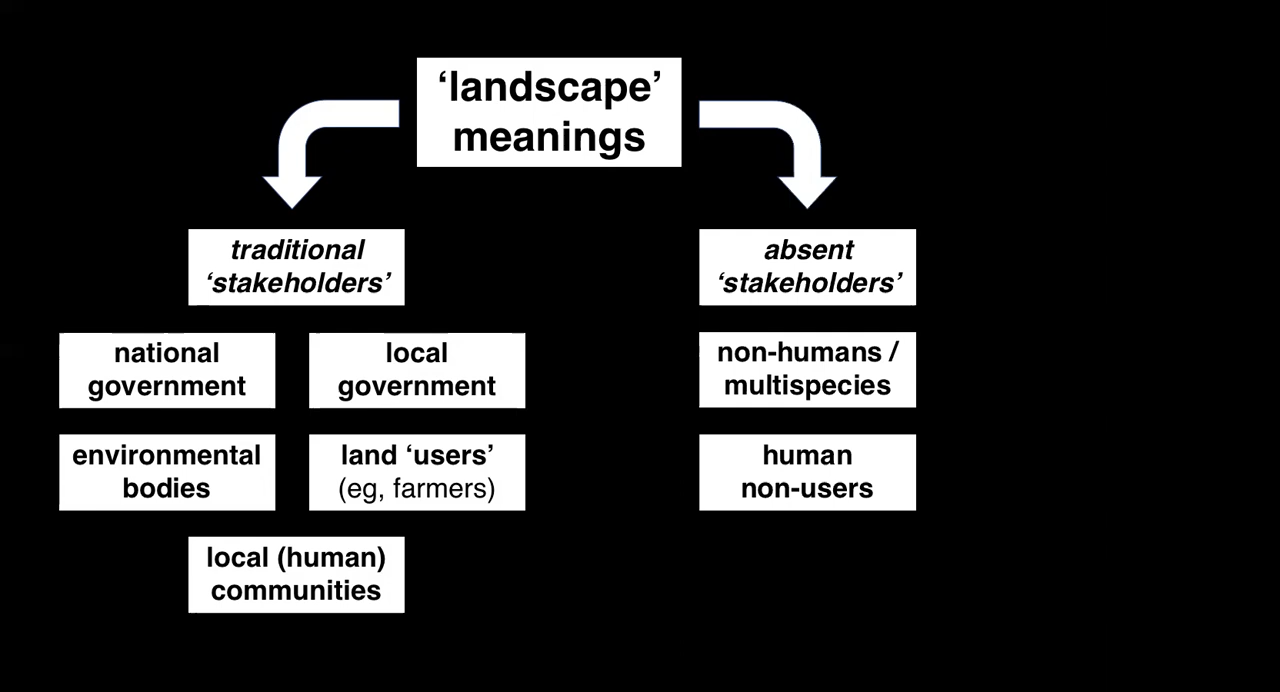 ‘landscape’
meanings
traditional
‘stakeholders’
absent
‘stakeholders’
national
government
local
government
non-humans /
multispecies
environmental
bodies
land ‘users’
(eg, farmers)
human
non-users
local (human)
communities